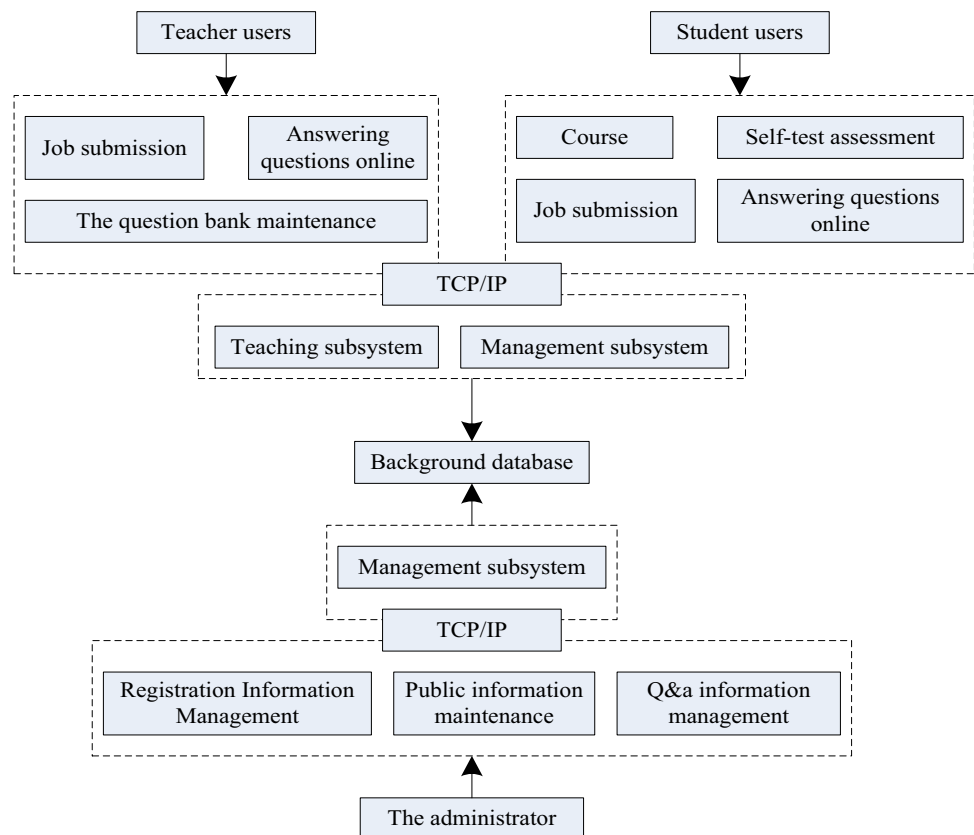 Teacher users
Student users
Job submission
Answering
questions online
The question bank maintenance
Course
Self-test assessment
Job submission
Answering questions
online
TCP/IP
Teaching subsystem
Management subsystem
Background database
Management subsystem
TCP/IP
Registration Information
Management
Public information
maintenance
Q&a information
management
The administrator